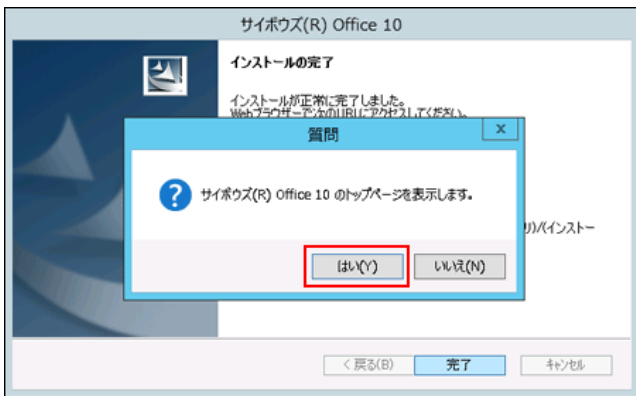 サイボウズ(R) Office 10
インストールの完了
インストールが正常に完了しました。
Webブラウザーで次のURLにアクセスしてください。
質問
x
サイボウズ(R) Office 10 のトップページを表示します。
リ)/(インストー
はい(Y)
いいえ(N)
< 戻る(B)
完了
キャンセル